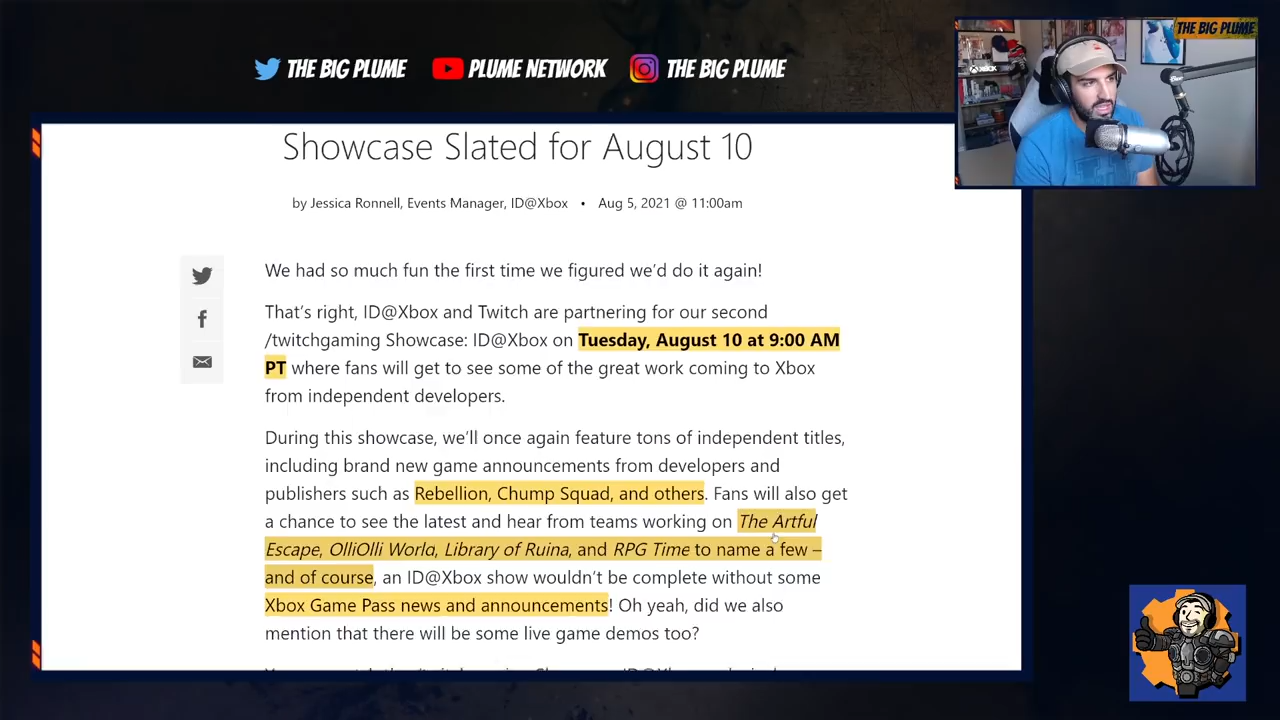 THE BIG PLUME
PLUME NETWORK
THE BIG PLUME
THE BIG PLUME
XBOX
Showcase Slated for August 10
by Jessica Ronnell, Events Manager, ID@Xbox • Aug 5, 2021 @ 11:00am
We had so much fun the first time we figured we'd do it again!
That's right, ID@Xbox and Twitch are partnering for our second
/twitchgaming Showcase: ID@Xbox on Tuesday, August 10 at 9:00 AM
PT where fans will get to see some of the great work coming to Xbox
from independent developers.
During this showcase, we'll once again feature tons of independent titles,
including brand new game announcements from developers and
publishers such as Rebellion, Chump Squad, and others. Fans will also get
a chance to see the latest and hear from teams working on The Artful
Escape, OlliOlli World, Library of Ruina, and RPG Time to name a few –
and of course, an ID@Xbox show wouldn't be complete without some
Xbox Game Pass news and announcements! Oh yeah, did we also
mention that there will be some live game demos too?